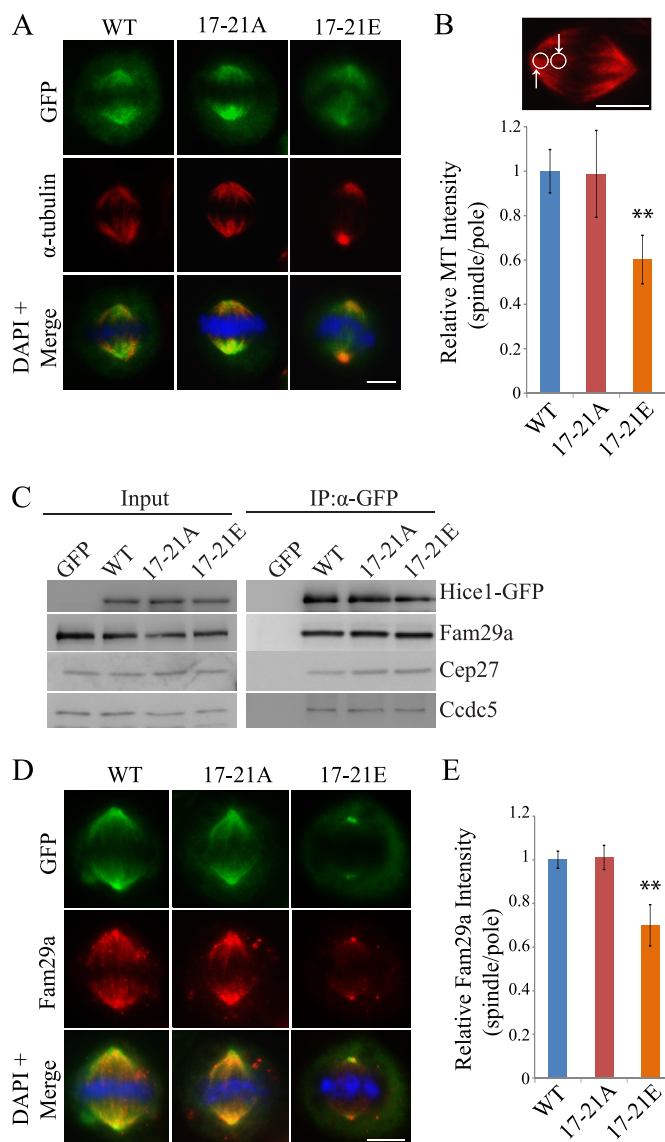 A
WT 17-21A 17-21E
GFP
α-tubulin
DAPI +
Merge
B
Relative MT Intensity
(spindle/pole)
1.2
1
0.8
0.6
0.4
0.2
0
**
WT 17-21A 17-21E
C
Input IP:α-GFP
GFP WT 17-21A 17-21E GFP WT 17-21A 17-21E
Hice1-GFP
Fam29a
Cep27
Ccdc5
D
WT 17-21A 17-21E
GFP
Fam29a
DAPI +
Merge
E
Relative Fam29a Intensity
(spindle/pole)
1.2
1
0.8
0.6
0.4
0.2
0
**
WT 17-21A 17-21E